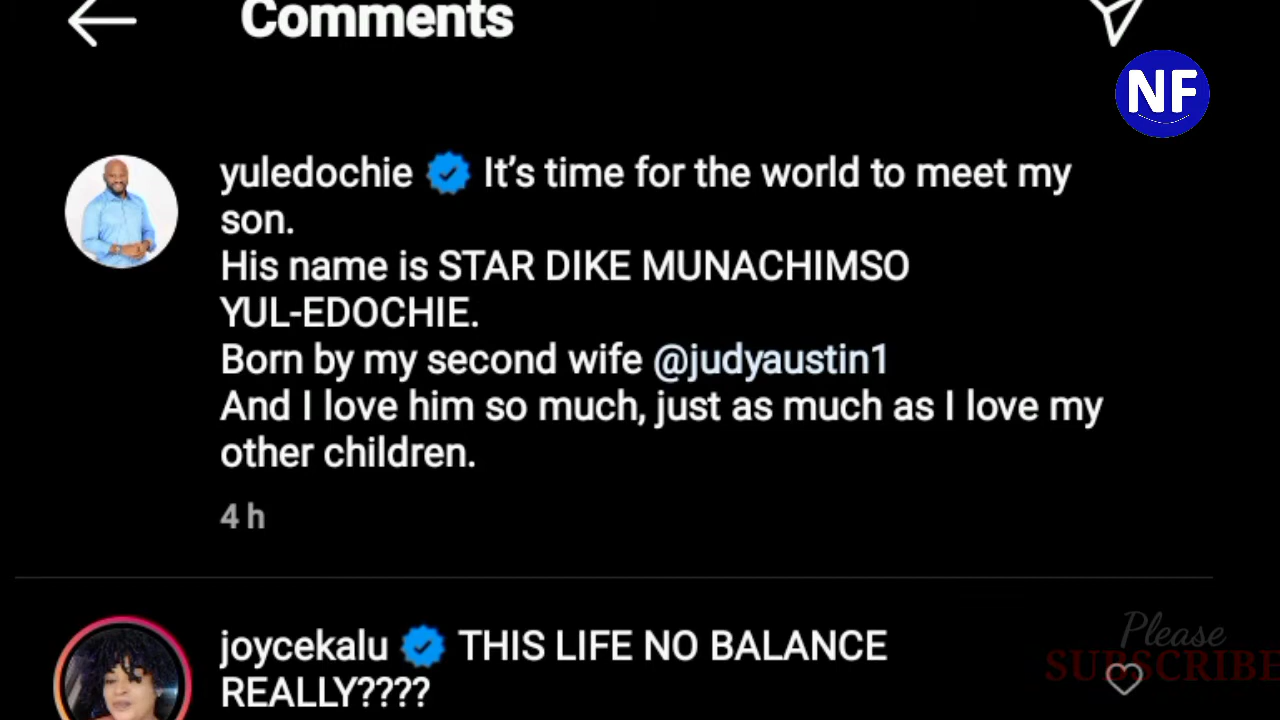 Comments
NF
yuledochie It’s time for the world to meet my
son.
His name is STAR DIKE MUNACHIMSO
YUL-EDOCHIE.
Born by my second wife @judyaustin1
And I love him so much, just as much as I love my
other children.
4 h
joycekalu THIS LIFE NO BALANCE
REALLY????
Please
SUBSCRIBE